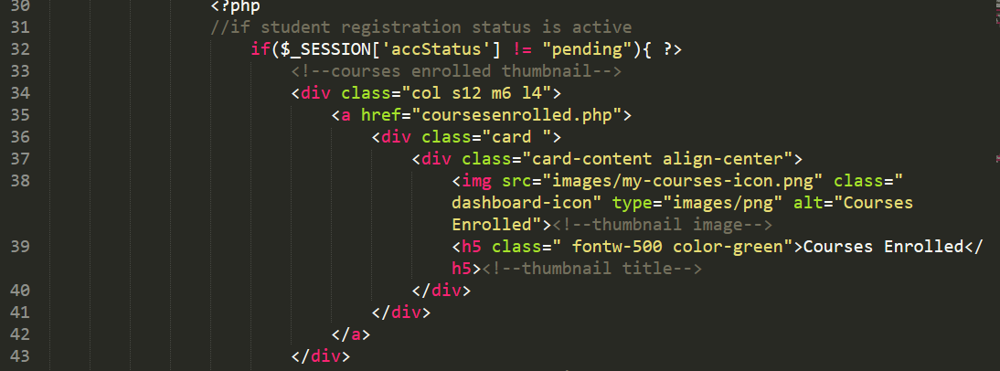 30 <?php
31 //if student registration status is active
32 if($_SESSION['accStatus'] != "pending"){ ?>
33 <!--courses enrolled thumbnail-->
34 <div class="col s12 m6 l4">
35 <a href="coursesenrolled.php">
36 <div class="card ">
37 <div class="card-content align-center">
38 <img src="images/my-courses-icon.png" class="
dashboard-icon" type="images/png" alt="Courses
Enrolled"><!--thumbnail image-->
39 <h5 class=" fontw-500 color-green">Courses Enrolled</
h5><!--thumbnail title-->
40 </div>
41 </div>
42 </a>
43 </div>